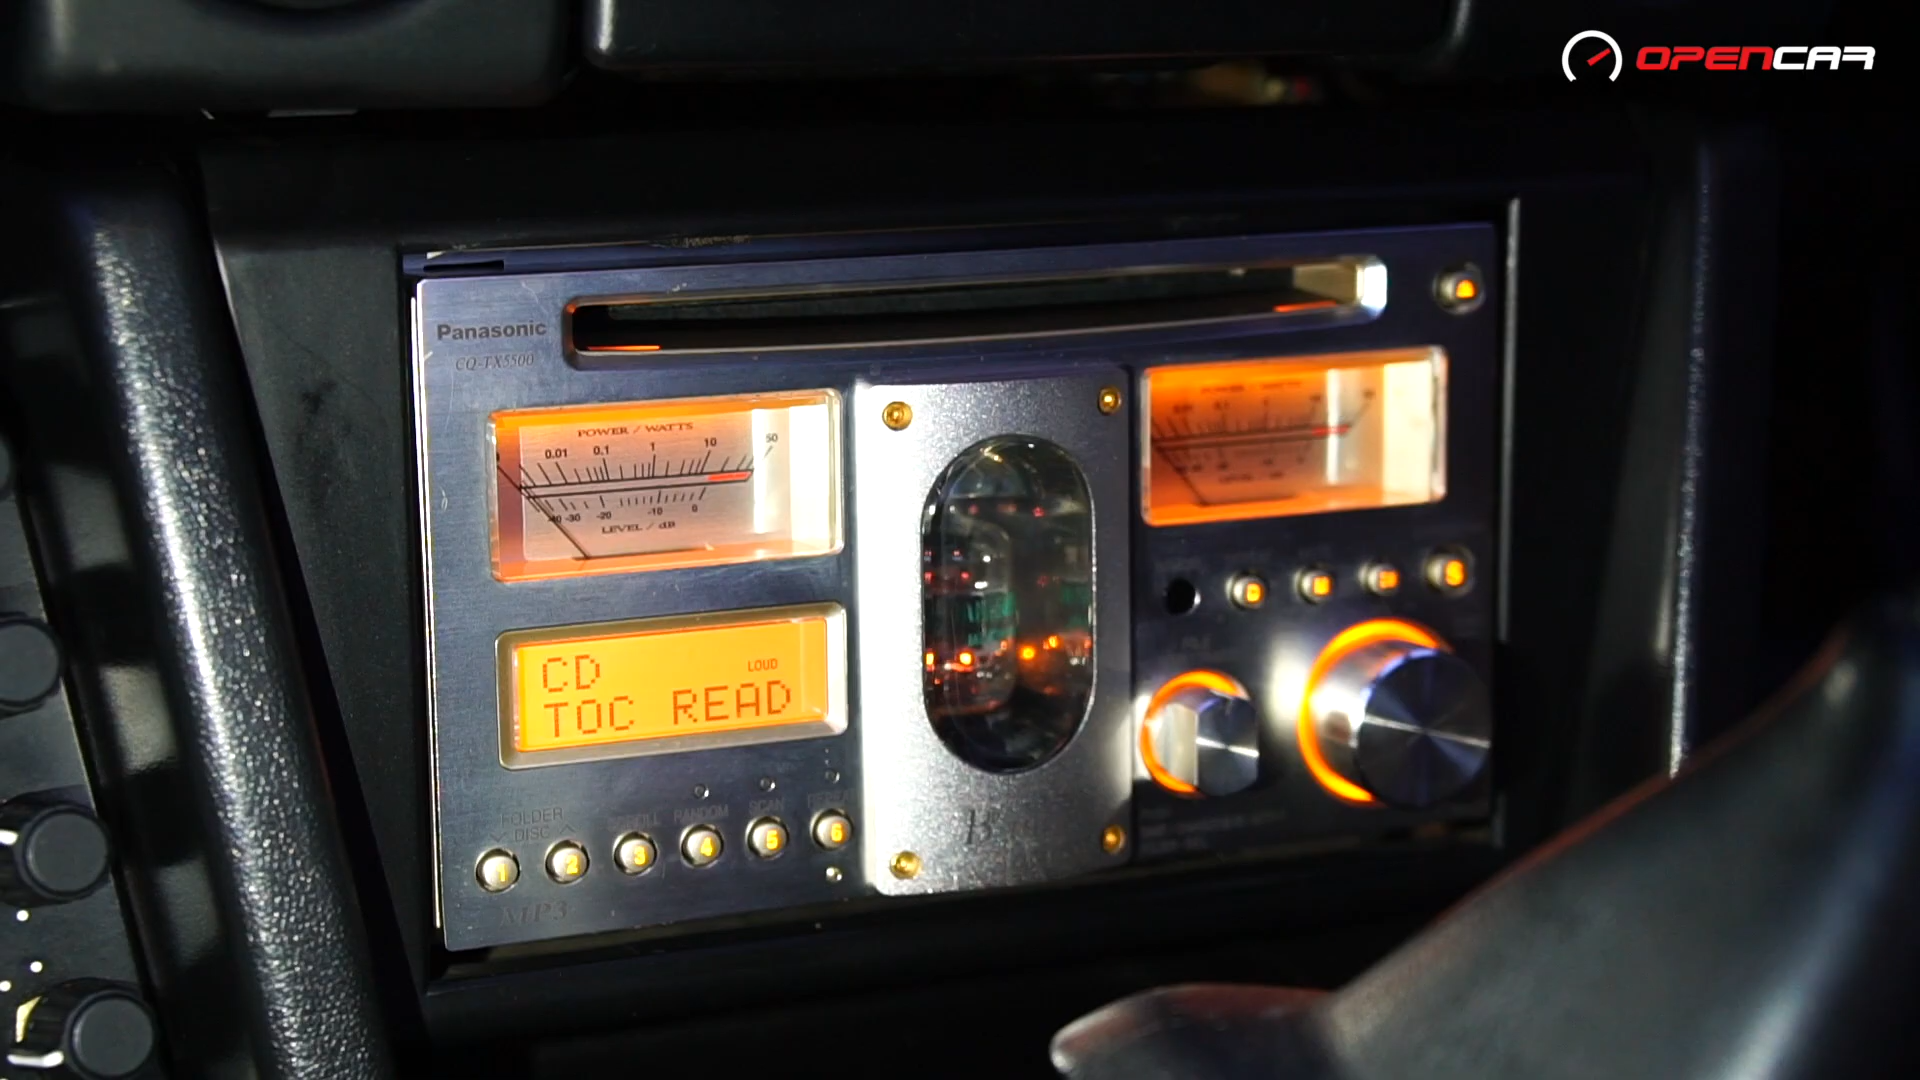 OPENCAR
Panasonic
CQ-TX5500
POWER / WATTS
0.01 0.1 1 10 50
-30 -20 -10 0
LEVEL / dB
CD
LOUD
TOC READ
FOLDER
DISC
RANDOM
SCAN
1 2 3 4 5 6
MP3